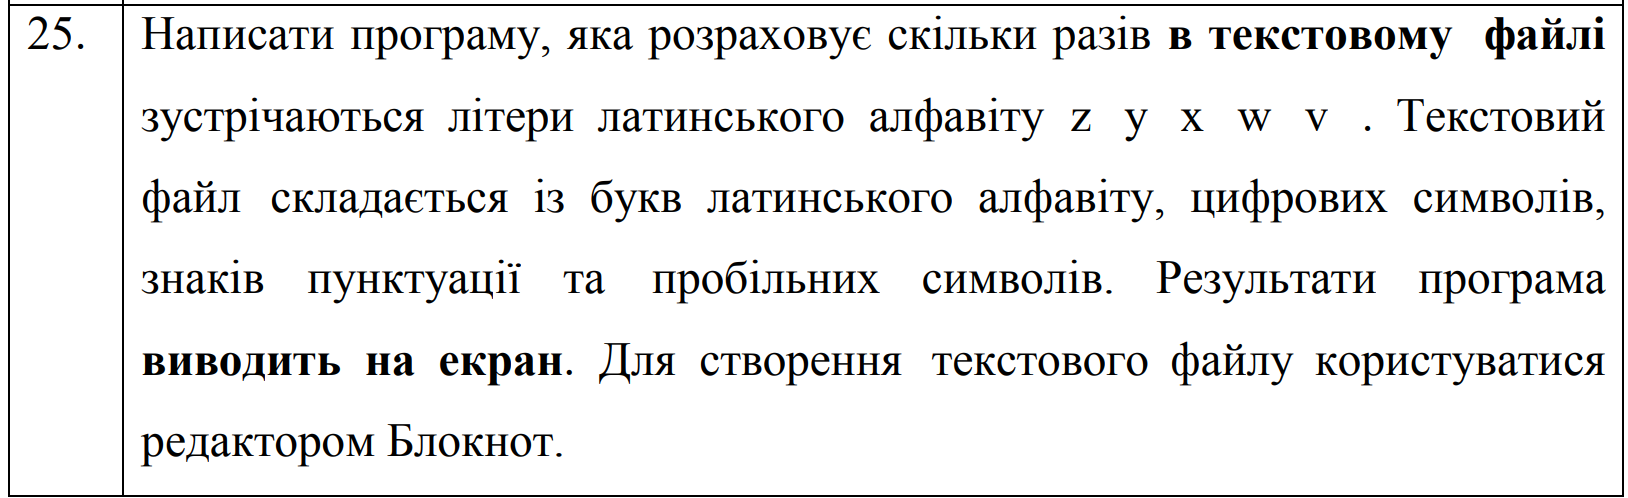 25. Написати програму, яка розраховує скільки разів в текстовому файлі
зустрічаються літери латинського алфавіту z y x w v . Текстовий
файл складається із букв латинського алфавіту, цифрових символів,
знаків пунктуації та пробільних символів. Результати програма
виводить на екран. Для створення текстового файлу користуватися
редактором Блокнот.